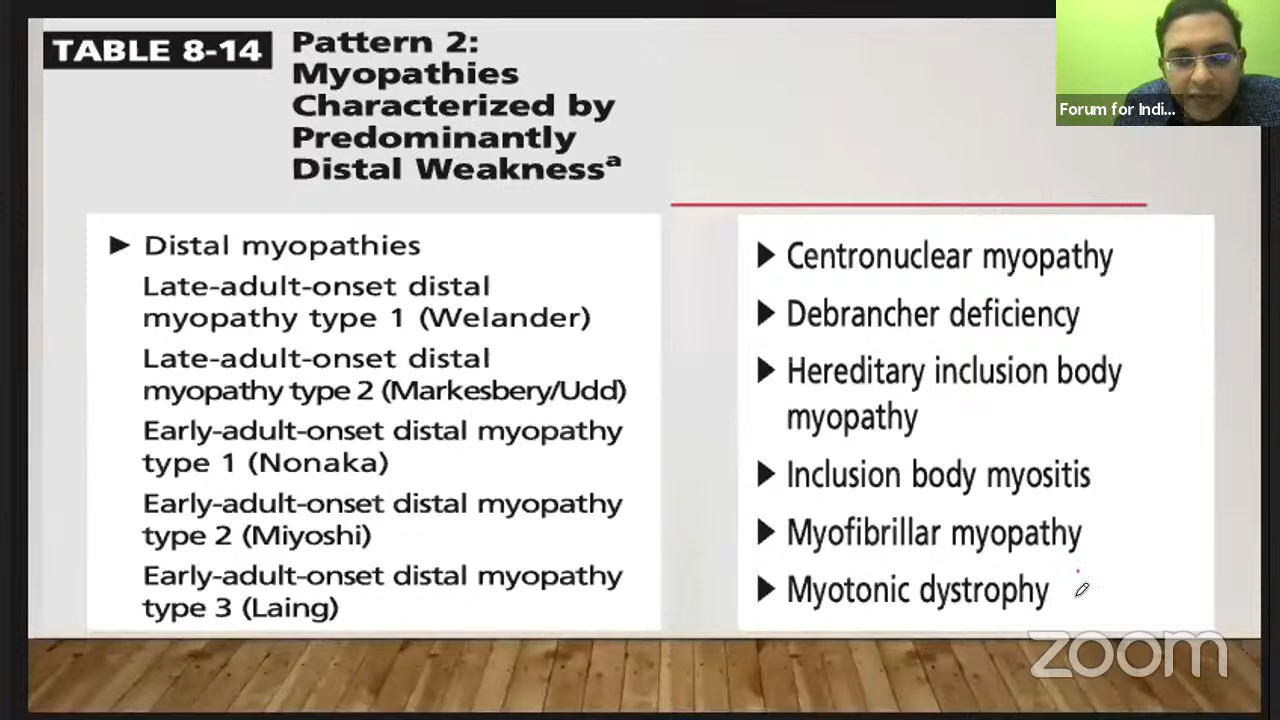 TABLE 8-14
Pattern 2:
Myopathies
Characterized by
Predominantly
Distal Weaknessª
Forum for Indi...
► Distal myopathies
Late-adult-onset distal
myopathy type 1 (Welander)
Late-adult-onset distal
myopathy type 2 (Markesbery/Udd)
Early-adult-onset distal myopathy
type 1 (Nonaka)
Early-adult-onset distal myopathy
type 2 (Miyoshi)
Early-adult-onset distal myopathy
type 3 (Laing)
► Centronuclear myopathy
► Debrancher deficiency
► Hereditary inclusion body
myopathy
► Inclusion body myositis
► Myofibrillar myopathy
► Myotonic dystrophy
zoom